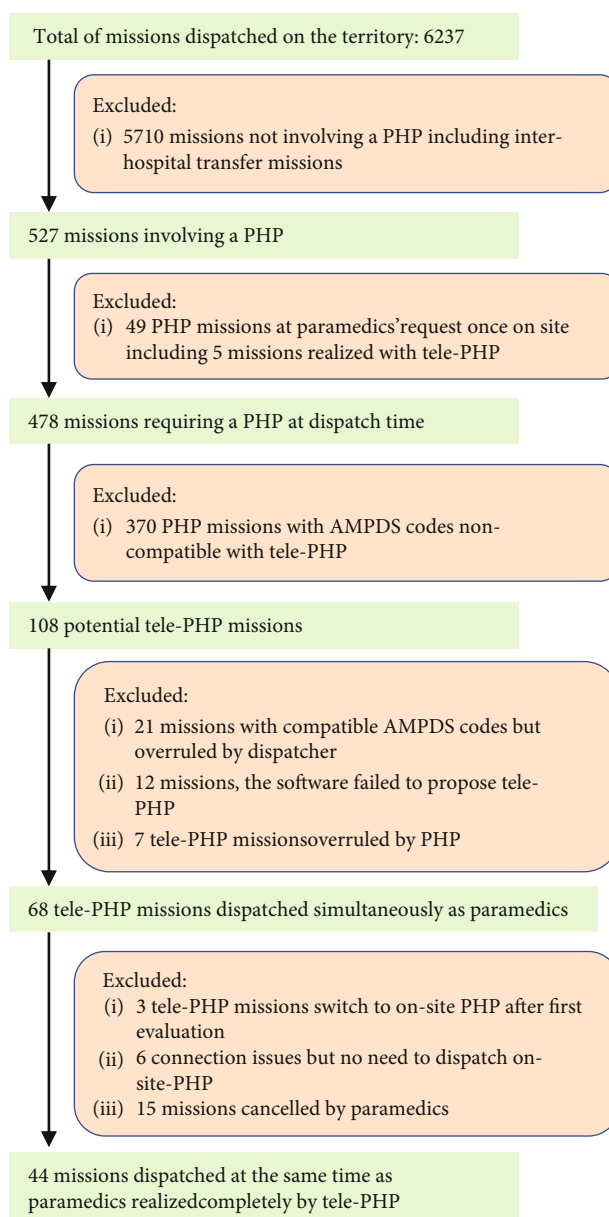 Total of missions dispatched on the territory: 6237
Excluded:
(i) 5710 missions not involving a PHP including inter-
hospital transfer missions
527 missions involving a PHP
Excluded:
(i) 49 PHP missions at paramedics'request once on site
including 5 missions realized with tele-PHP
478 missions requiring a PHP at dispatch time
Excluded:
(i) 370 PHP missions with AMPDS codes non-
compatible with tele-PHP
108 potential tele-PHP missions
Excluded:
(i) 21 missions with compatible AMPDS codes but
overruled by dispatcher
(ii) 12 missions, the software failed to propose tele-
PHP
(iii) 7 tele-PHP missionsoverruled by PHP
68 tele-PHP missions dispatched simultaneously as paramedics
Excluded:
(i) 3 tele-PHP missions switch to on-site PHP after first
evaluation
(ii) 6 connection issues but no need to dispatch on-
site-PHP
(iii) 15 missions cancelled by paramedics
44 missions dispatched at the same time as
paramedics realizedcompletely by tele-PHP